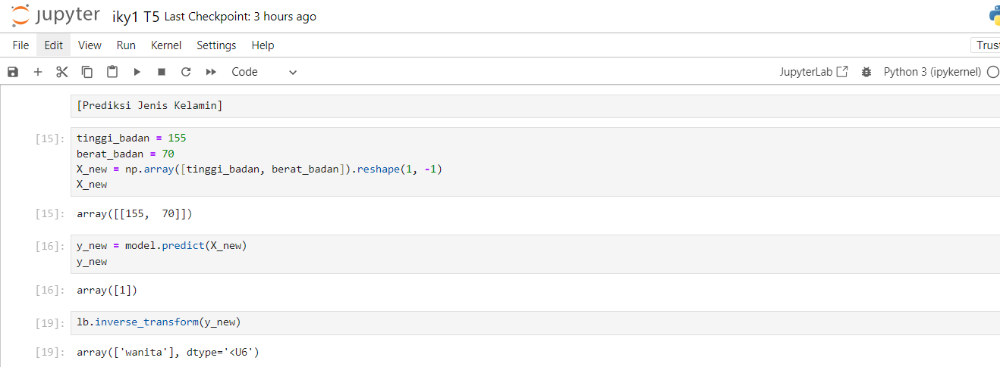 jupyter iky1 T5 Last Checkpoint: 3 hours ago
File Edit View Run Kernel Settings Help Trust
Code JupyterLab Python 3 (ipykernel)
[Prediksi Jenis Kelamin]
[15]: tinggi_badan = 155
berat_badan = 70
X_new = np.array([tinggi_badan, berat_badan]).reshape(1, -1)
X_new
[15]: array([[155,  70]])
[16]: y_new = model.predict(X_new)
y_new
[16]: array([1])
[19]: lb.inverse_transform(y_new)
[19]: array(['wanita'], dtype='<U6')